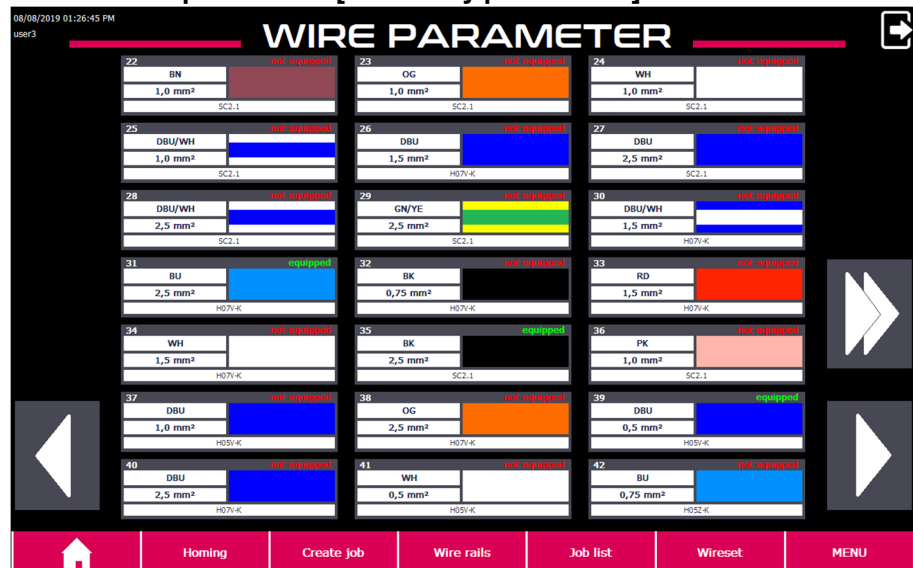 08/08/2019 01:26:45 PM
user3
WIRE PARAMETER
22 not equipped
BN
1,0 mm²
SC2.1
23 not equipped
OG
1,0 mm²
SC2.1
24 not equipped
WH
1,0 mm²
SC2.1
25 not equipped
DBU/WH
1,0 mm²
SC2.1
26 not equipped
DBU
1,5 mm²
H07V-K
27 not equipped
DBU
2,5 mm²
SC2.1
28 not equipped
DBU/WH
2,5 mm²
SC2.1
29 not equipped
GN/YE
2,5 mm²
SC2.1
30 not equipped
DBU/WH
1,5 mm²
H07V-K
31 equipped
BU
2,5 mm²
H07V-K
32 not equipped
BK
0,75 mm²
H07V-K
33 not equipped
RD
1,5 mm²
H07V-K
34 not equipped
WH
1,5 mm²
H07V-K
35 equipped
BK
2,5 mm²
SC2.1
36 not equipped
PK
1,0 mm²
SC2.1
37 not equipped
DBU
1,0 mm²
H05V-K
38 not equipped
OG
2,5 mm²
H07V-K
39 equipped
DBU
0,5 mm²
H05V-K
40 not equipped
DBU
2,5 mm²
H07V-K
41 not equipped
WH
0,5 mm²
H05V-K
42 not equipped
BU
0,75 mm²
H05Z-K
Homing Create job Wire rails Job list Wireset MENU